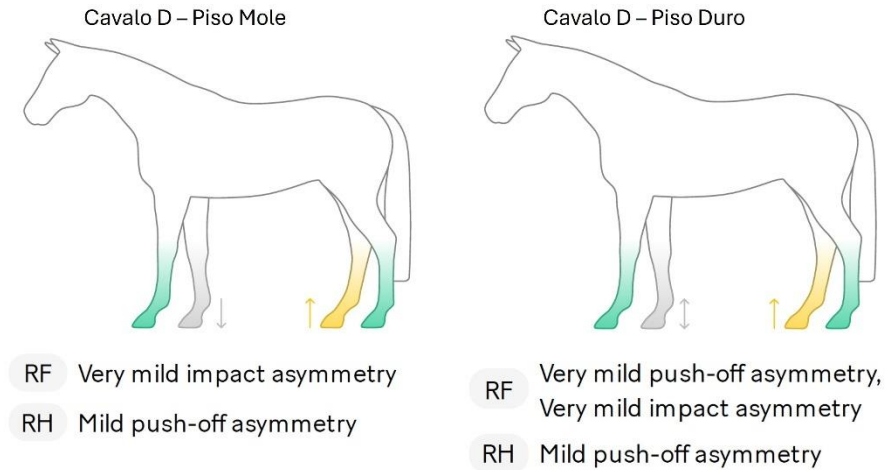 Cavalo D – Piso Mole
RF Very mild impact asymmetry
RH Mild push-off asymmetry
Cavalo D – Piso Duro
RF Very mild push-off asymmetry,
Very mild impact asymmetry
RH Mild push-off asymmetry